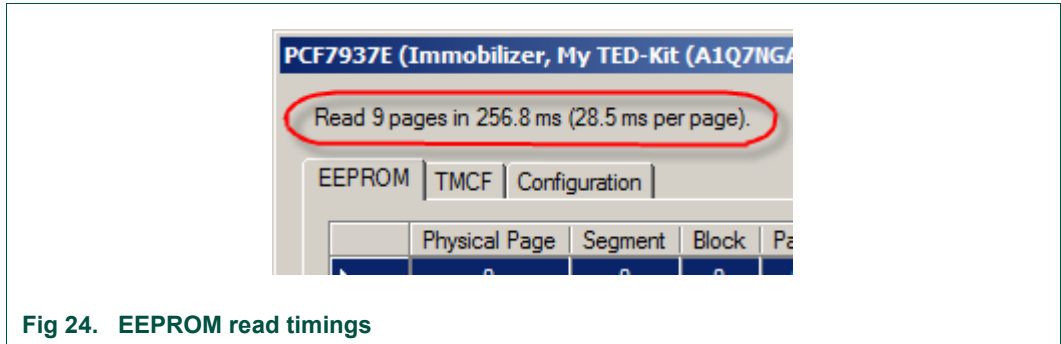 PCF7937E (Immobilizer, My TED-Kit (A1Q7NGA
Read 9 pages in 256.8 ms (28.5 ms per page).
EEPROM TMCF Configuration
Physical Page Segment Block Pa
Fig 24. EEPROM read timings